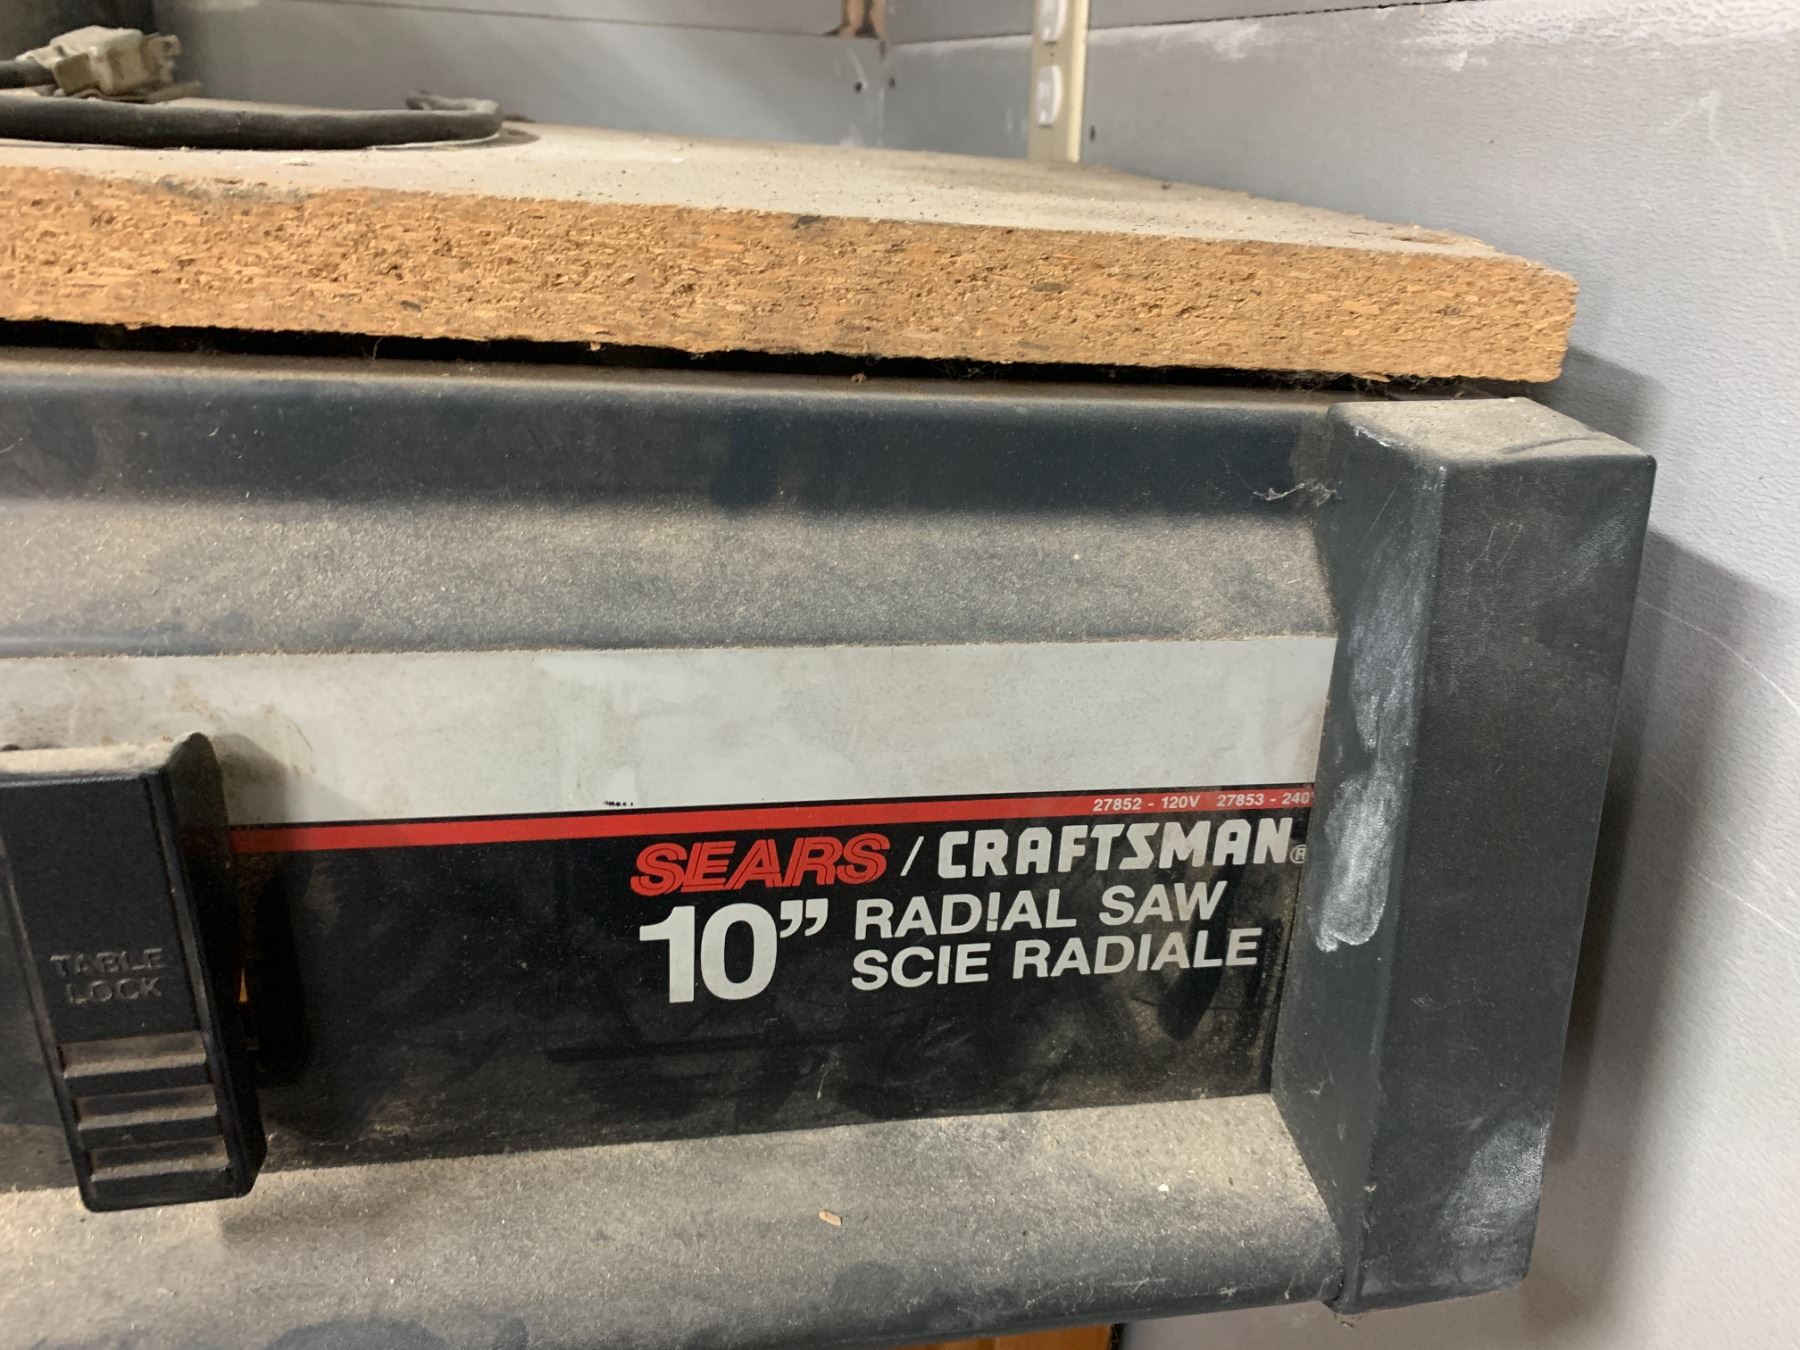 27852 - 120V 27853 - 240
SEARS / CRAFTSMAN®
10” RADIAL SAW
SCIE RADIALE
TABLE
LOCK